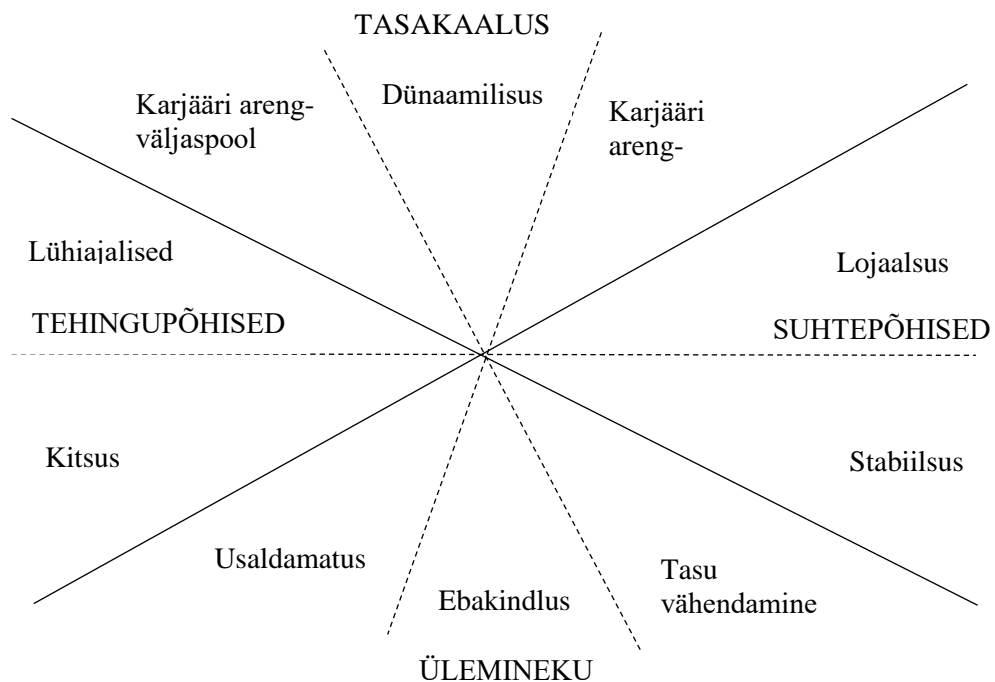 TASAKAALUS
Dünaamilisus
Karjääri areng-
väljaspool
Karjääri
areng-
Lühiajalised
Lojaalsus
TEHINGUPÕHISED
SUHTEPÕHISED
Kitsus
Stabiilsus
Usaldamatus
Ebakindlus
Tasu
vähendamine
ÜLEMINEKU